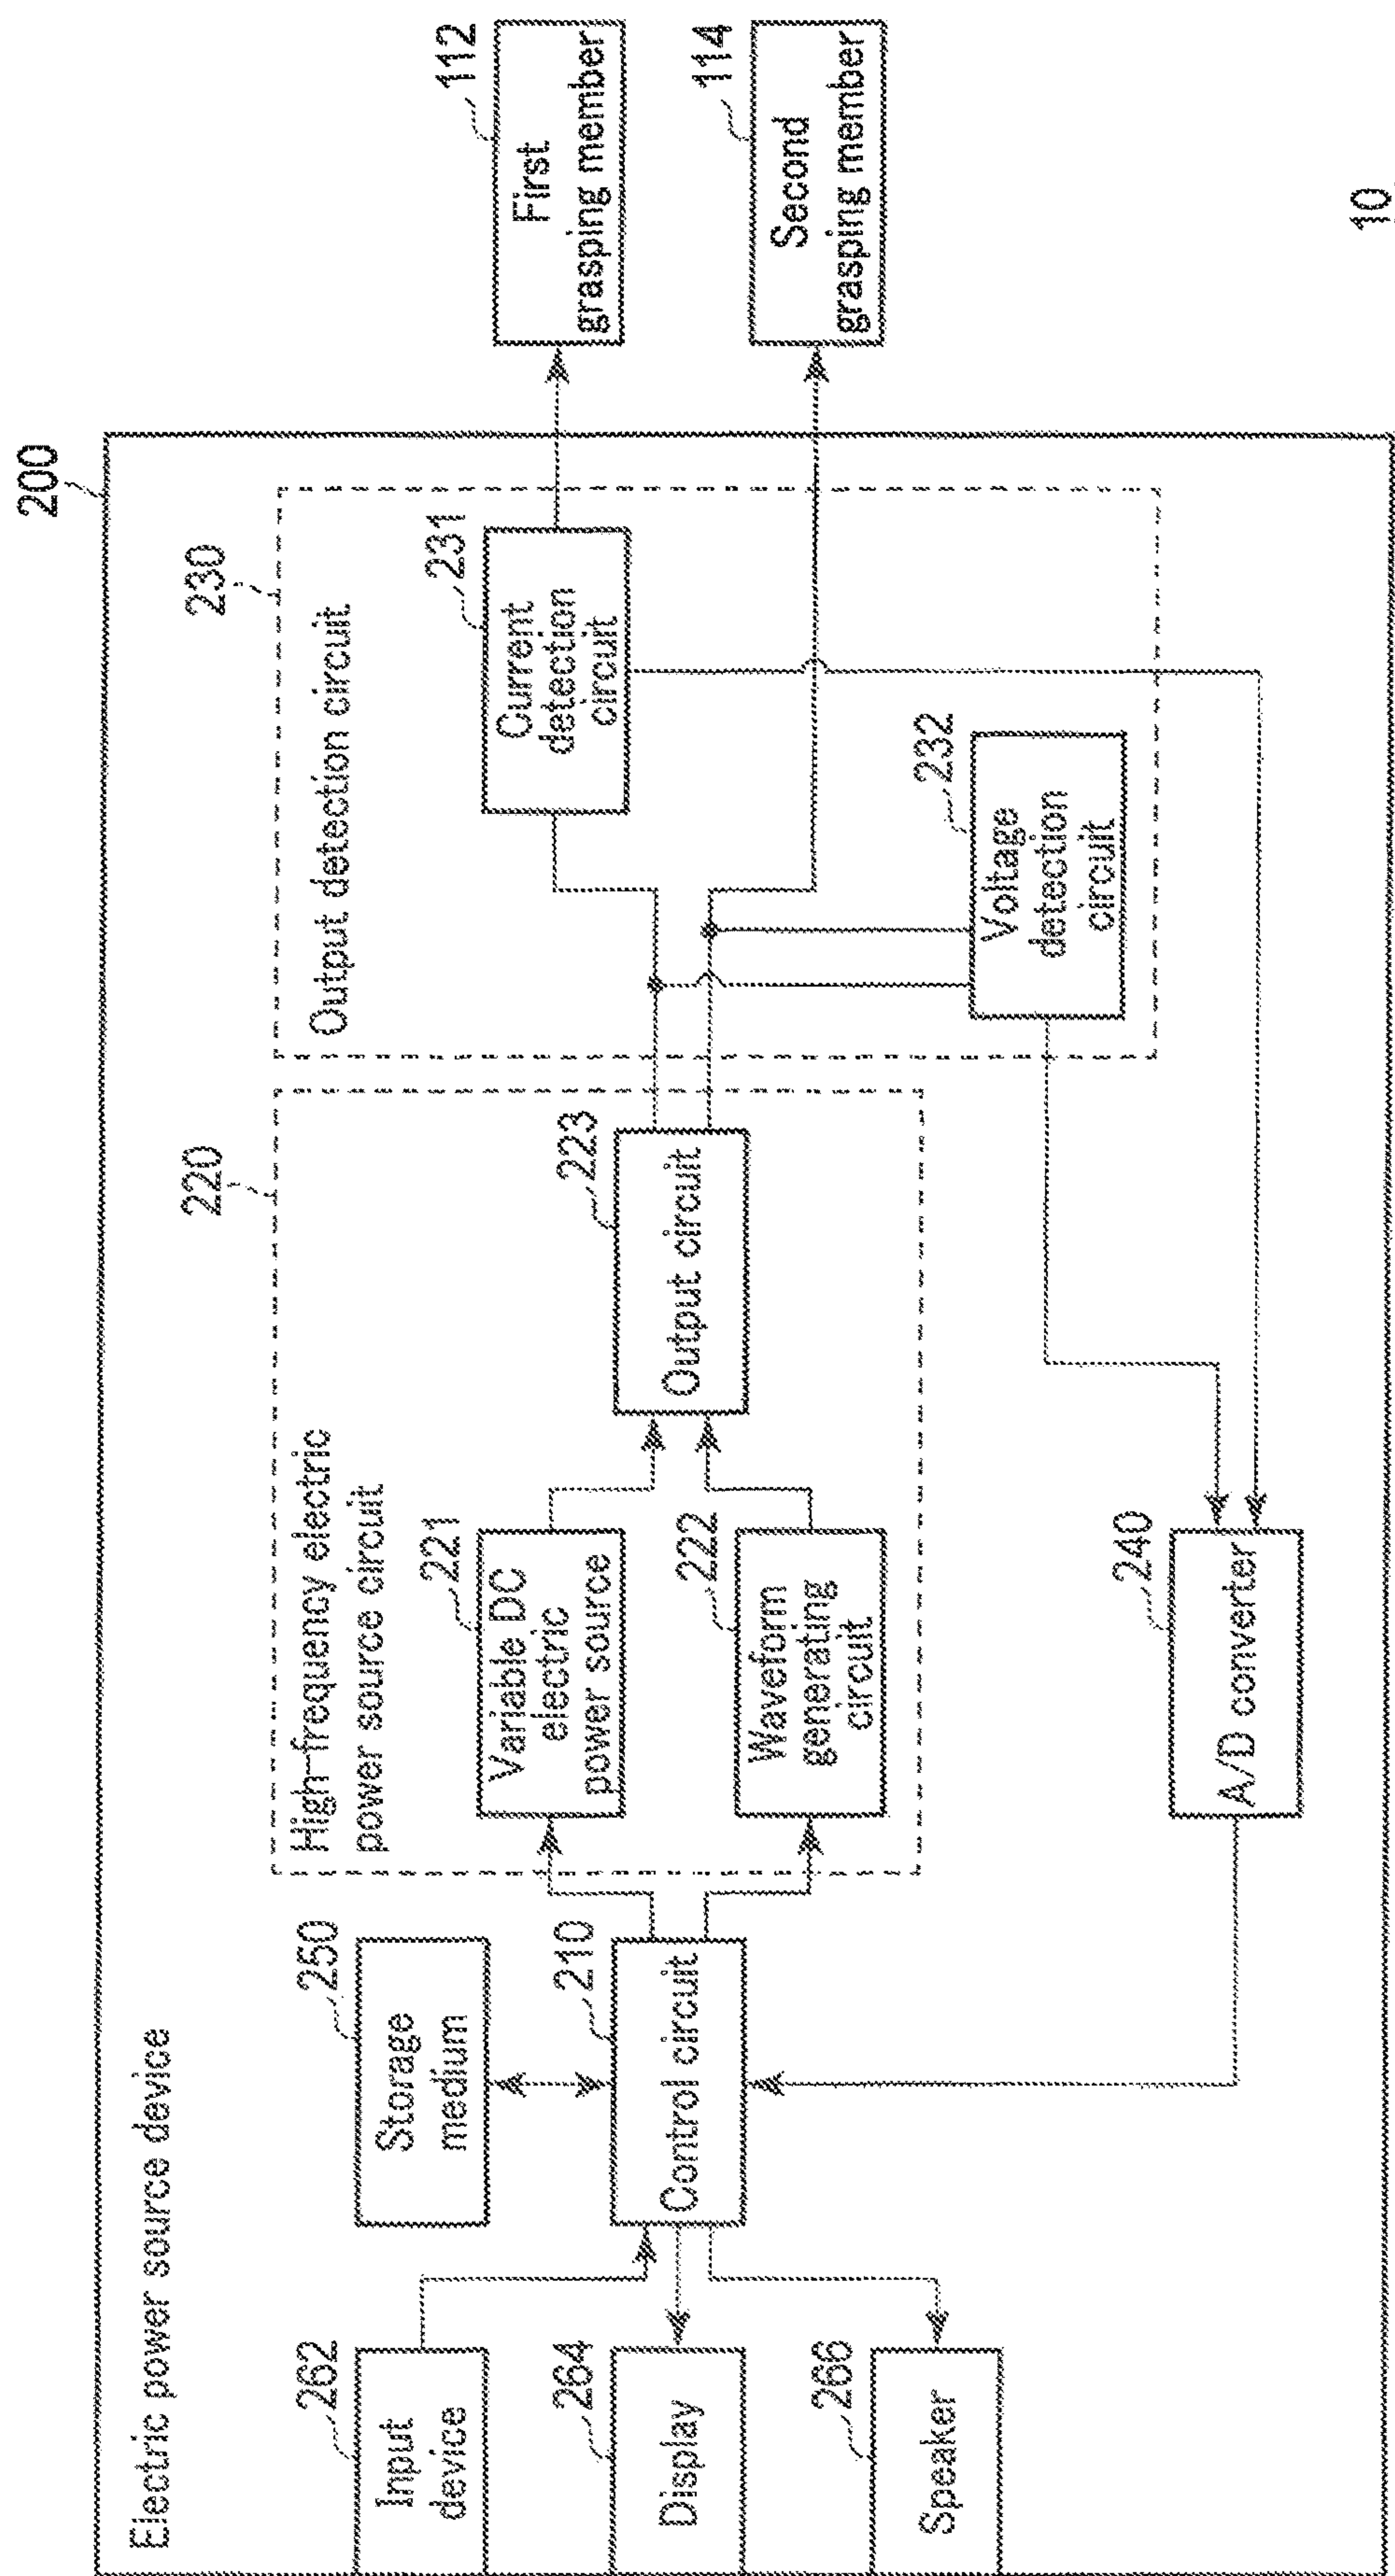 200
Electric power source device
230
Output detection circuit
220
High-frequency electric
power source circuit
262
Input
device
250
Storage
medium
221
Variable DC
electric
power source
231
Current
detection
circuit
112
First
grasping member
264
Display
210
Control circuit
223
Output circuit
222
Waveform
generating
circuit
114
Second
grasping member
266
Speaker
232
Voltage
detection
circuit
240
A/D converter
10